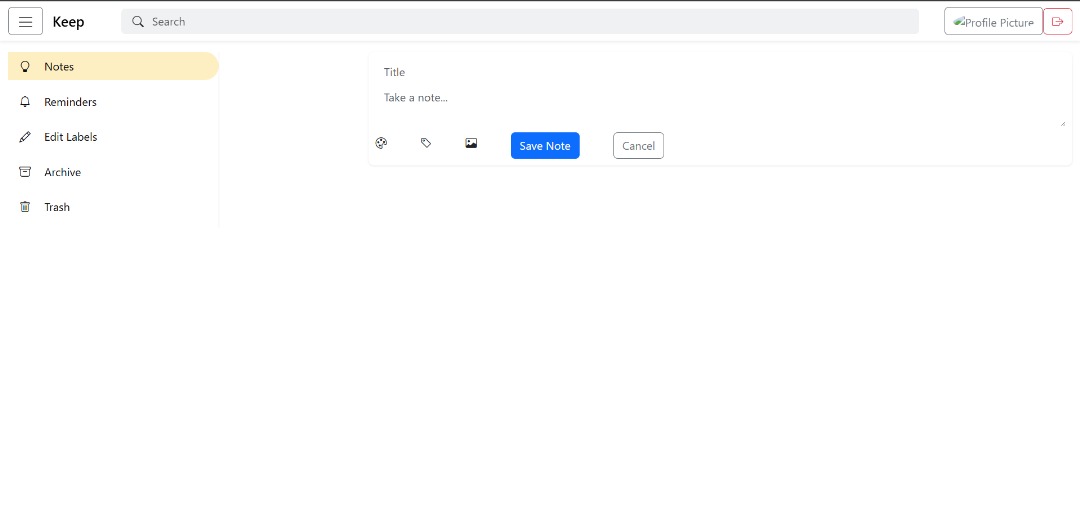 Keep
Search
Profile Picture
Notes
Reminders
Edit Labels
Archive
Trash
Title
Take a note...
Save Note
Cancel